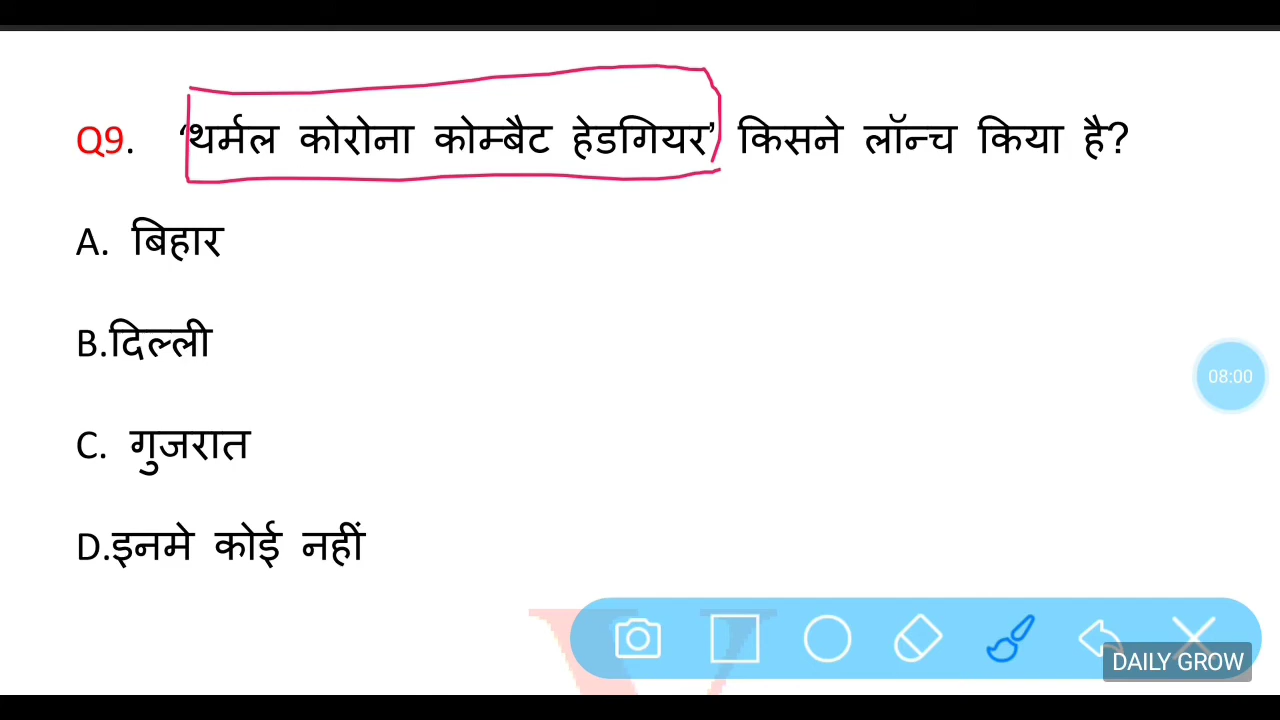 Q9. ‘थर्मल कोरोना कोम्बैट हेडगियर’ किसने लॉन्च किया है?
A. बिहार
B.दिल्ली
08:00
C. गुजरात
D.इनमे कोई नहीं
DAILY GROW